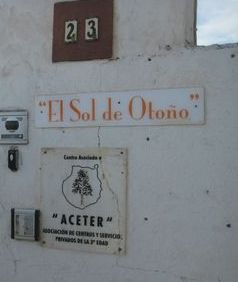 23
"El Sol de Otoño"
Centro Asociado a
"ACETER"
ASOCIACIÓN DE CENTROS Y SERVICIOS
PRIVADOS DE LA 3ª EDAD